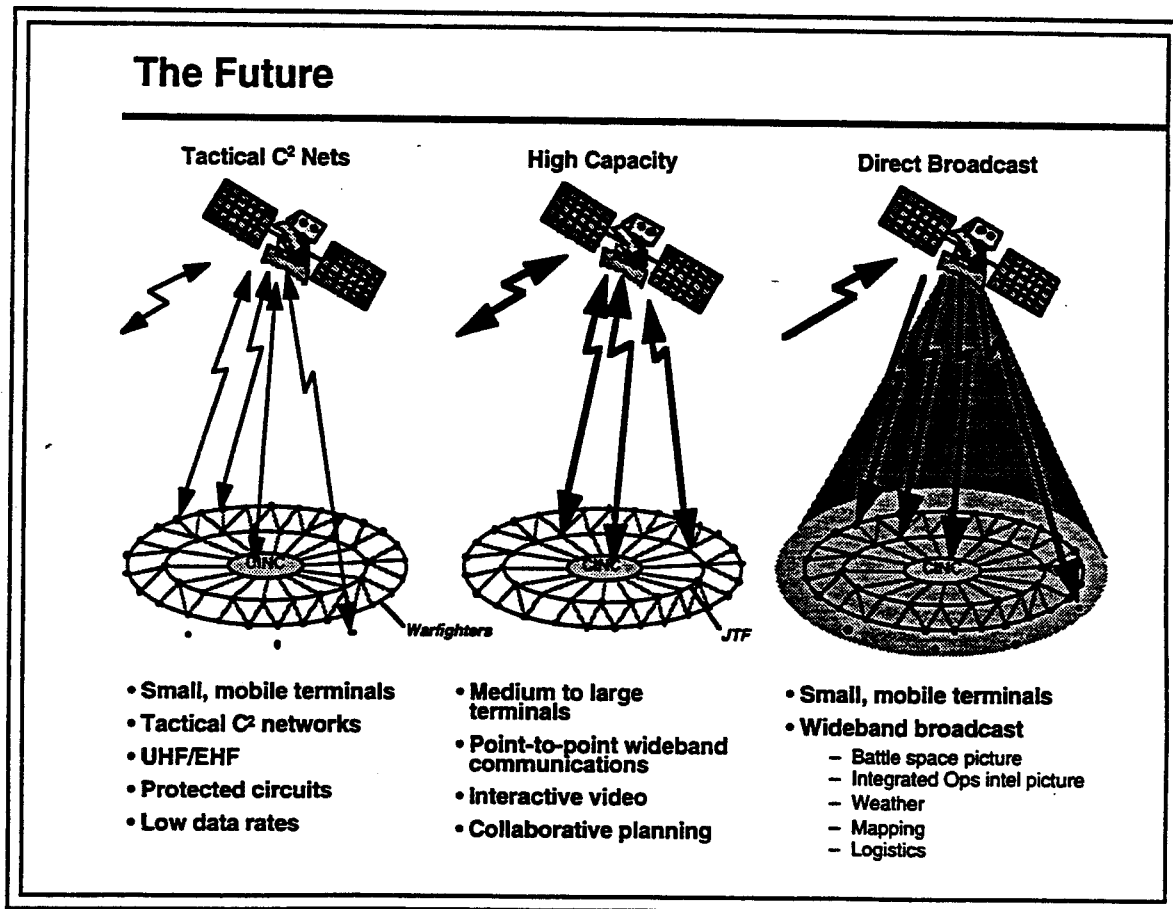 The Future
Tactical C² Nets
CINC
Warfighters
• Small, mobile terminals
• Tactical C² networks
• UHF/EHF
• Protected circuits
• Low data rates
High Capacity
CINC
JTF
• Medium to large
terminals
• Point-to-point wideband
communications
• Interactive video
• Collaborative planning
Direct Broadcast
CINC
• Small, mobile terminals
• Wideband broadcast
– Battle space picture
– Integrated Ops intel picture
– Weather
– Mapping
– Logistics